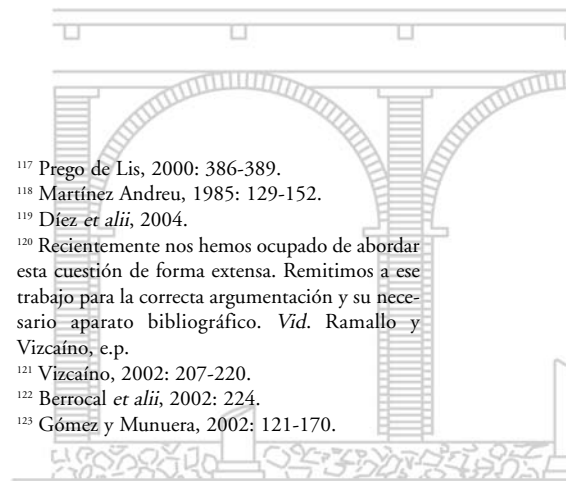 117 Prego de Lis, 2000: 386-389.
118 Martínez Andreu, 1985: 129-152.
119 Díez et alii, 2004.
120 Recientemente nos hemos ocupado de abordar
esta cuestión de forma extensa. Remitimos a ese
trabajo para la correcta argumentación y su nece-
sario aparato bibliográfico. Vid. Ramallo y
Vizcaíno, e.p.
121 Vizcaíno, 2002: 207-220.
122 Berrocal et alii, 2002: 224.
123 Gómez y Munuera, 2002: 121-170.